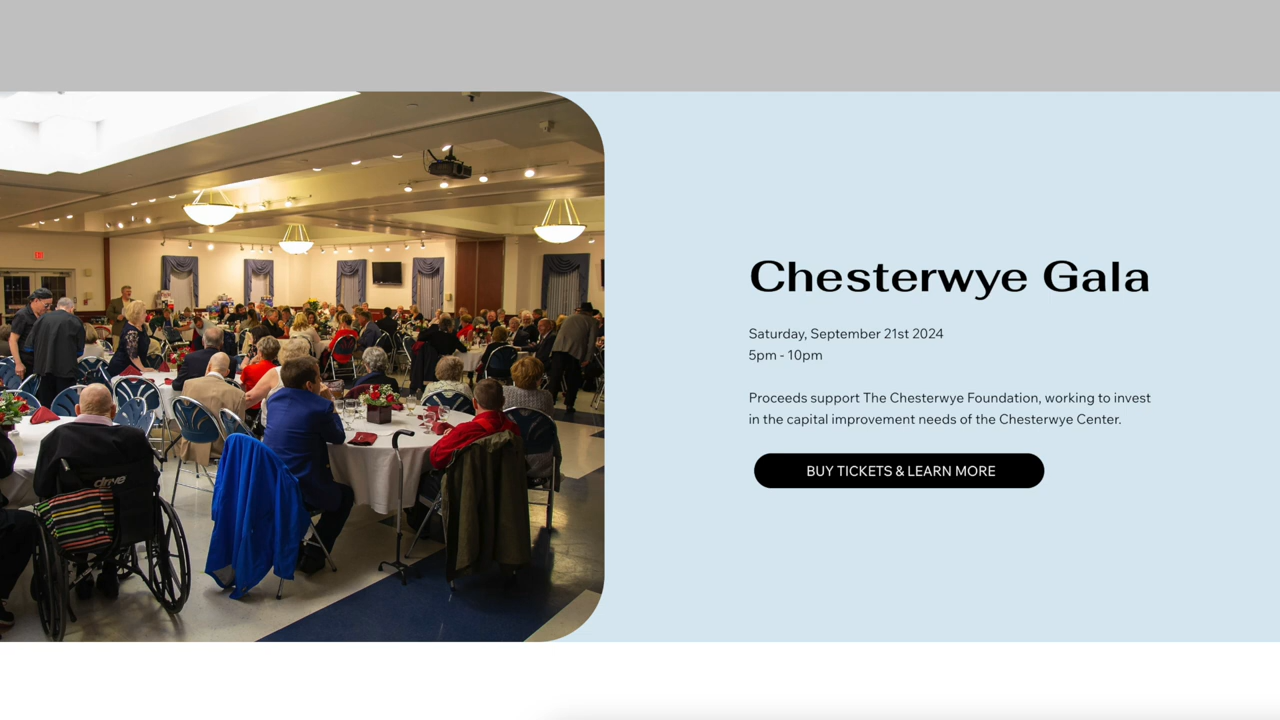 drive
Chesterwye Gala
Saturday, September 21st 2024
5pm - 10pm
Proceeds support The Chesterwye Foundation, working to invest
in the capital improvement needs of the Chesterwye Center.
BUY TICKETS & LEARN MORE